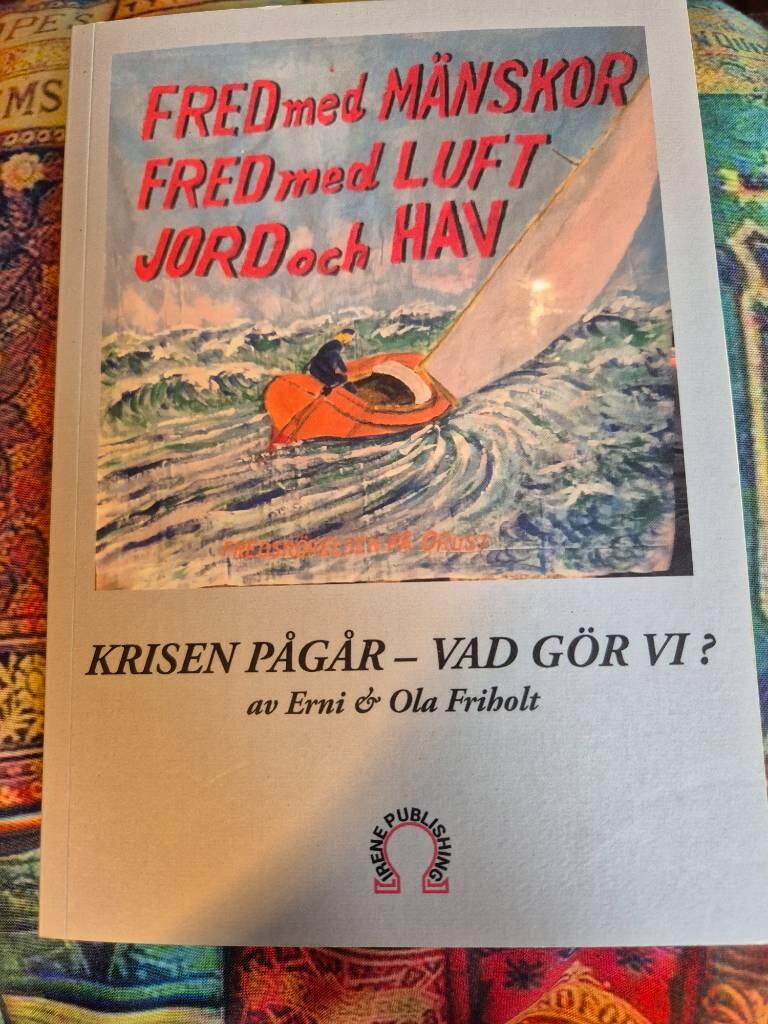 FRED med MÄNSKOR
FRED med LUFT
JORD och HAV
FREDSRÖRELSEN PÅ ORUST
KRISEN PÅGÅR – VAD GÖR VI ?
av Erni & Ola Friholt
IRENE PUBLISHING